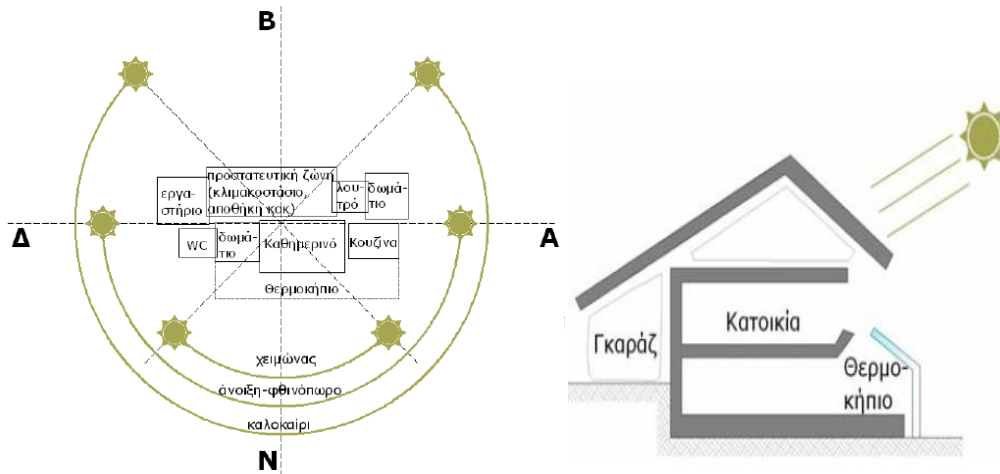 Β
προστατευτική ζώνη
(κλιμακοστάσιο,
αποθήκη κακ)
εργα-
στήριο
λου-
τρό
δωμά-
τιο
Δ
Α
WC
δωμά-
τιο
Καθημερινό
Κουζίνα
Θερμοκήπιο
χειμώνας
άνοιξη-φθινόπωρο
καλοκαίρι
Ν
Γκαράζ
Κατοικία
Θερμο-
κήπιο